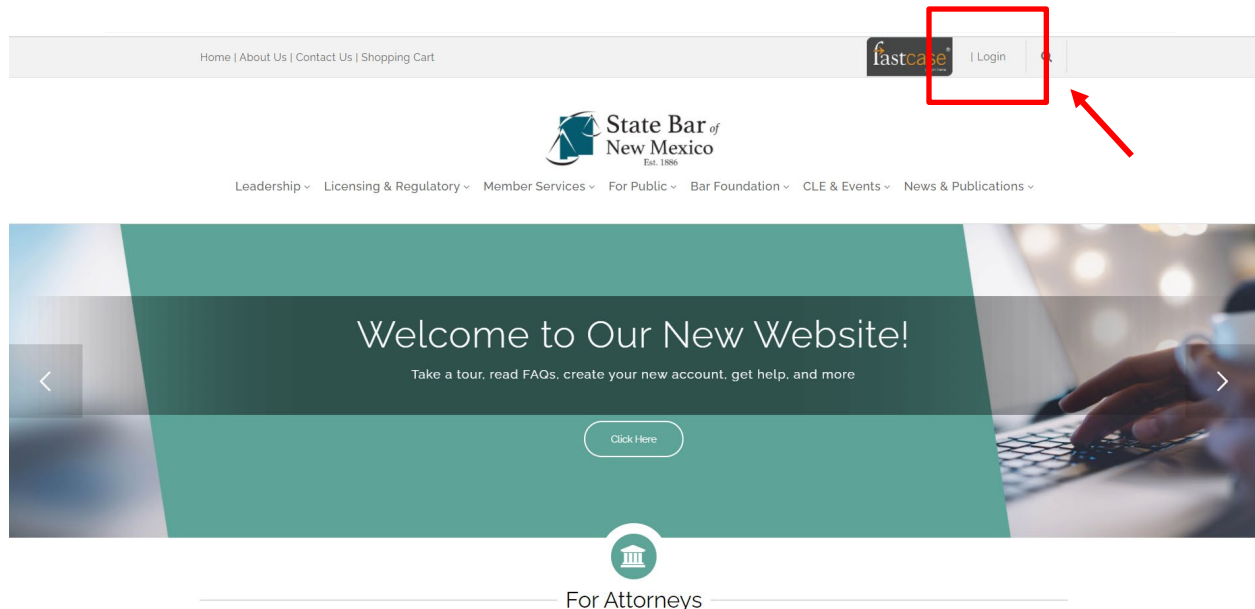 Home | About Us | Contact Us | Shopping Cart
fastcase®
| Login
State Bar of
New Mexico
Est. 1886
Leadership Licensing & Regulatory Member Services For Public Bar Foundation CLE & Events News & Publications
Welcome to Our New Website!
Take a tour, read FAQs, create your new account, get help, and more
Click Here
For Attorneys